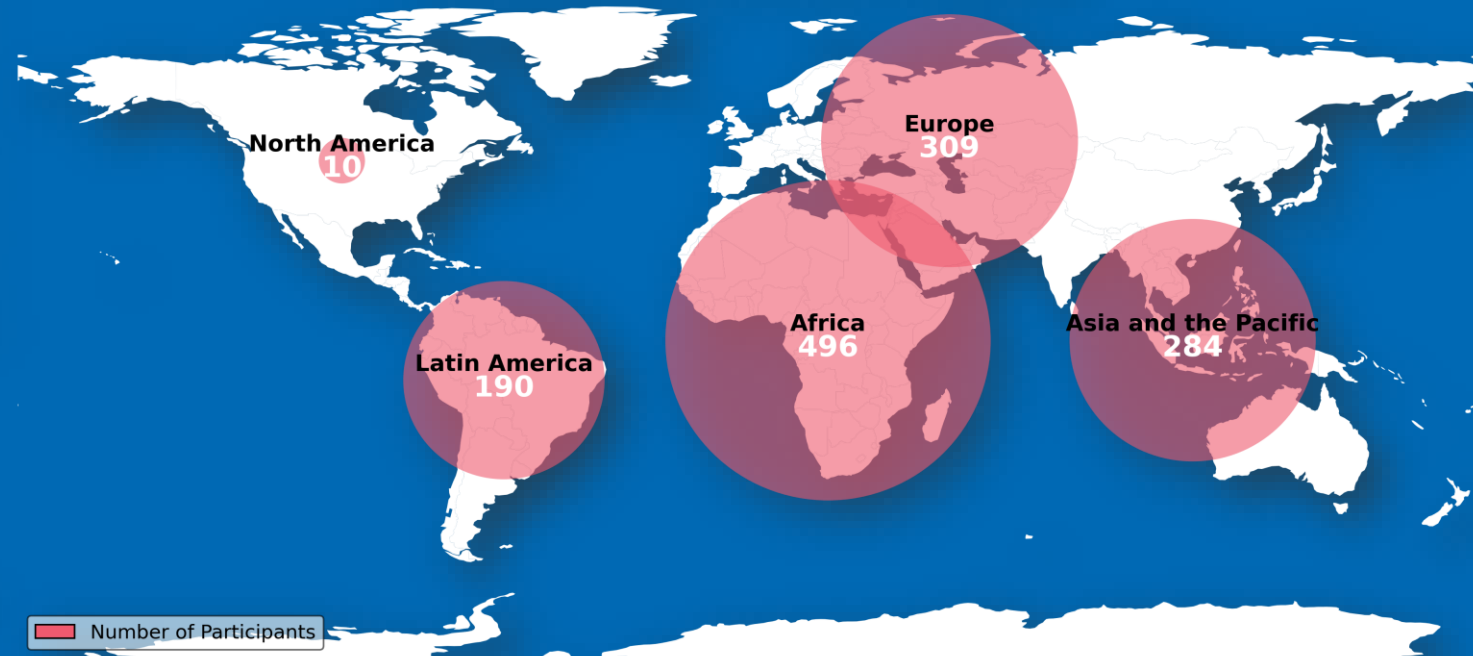 North America
10
Europe
309
Africa
496
Asia and the Pacific
284
Latin America
190
Number of Participants